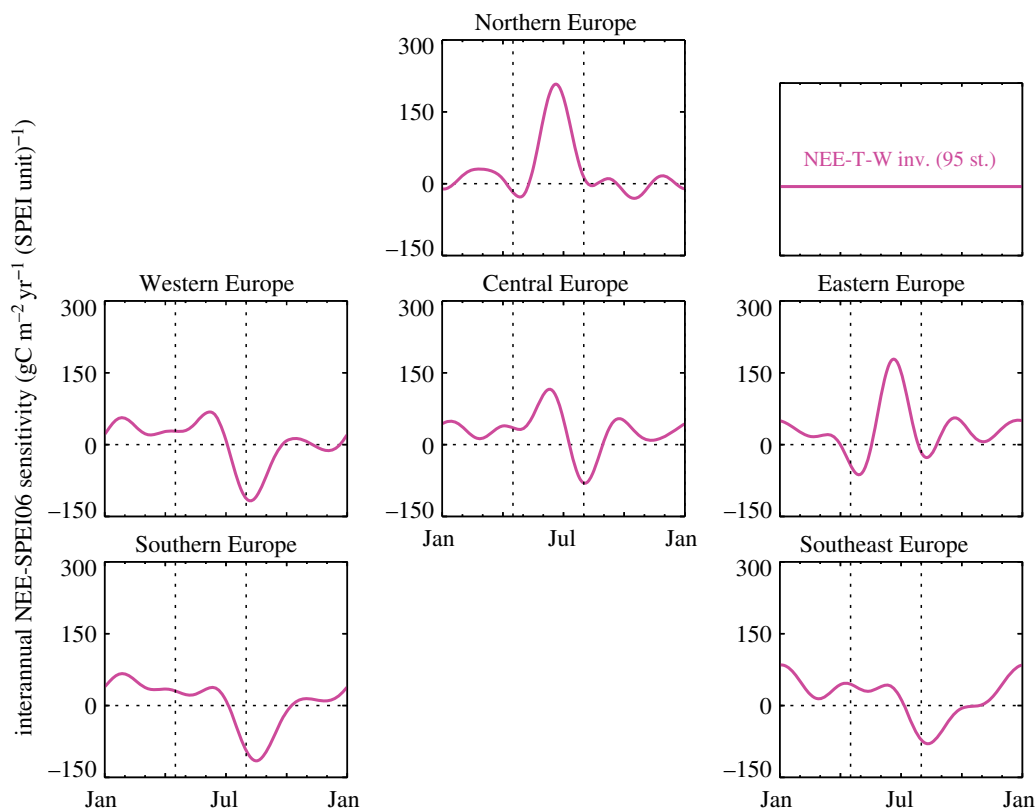 Northern Europe
300
150
0
−150
NEE-T-W inv. (95 st.)
interannual NEE-SPEI06 sensitivity (gC m⁻² yr⁻¹ (SPEI unit)⁻¹
Western Europe
300
150
0
−150
Central Europe
300
150
0
−150
Jan Jul Jan
Eastern Europe
300
150
0
−150
Southern Europe
300
150
0
−150
Jan Jul Jan
Southeast Europe
300
150
0
−150
Jan Jul Jan